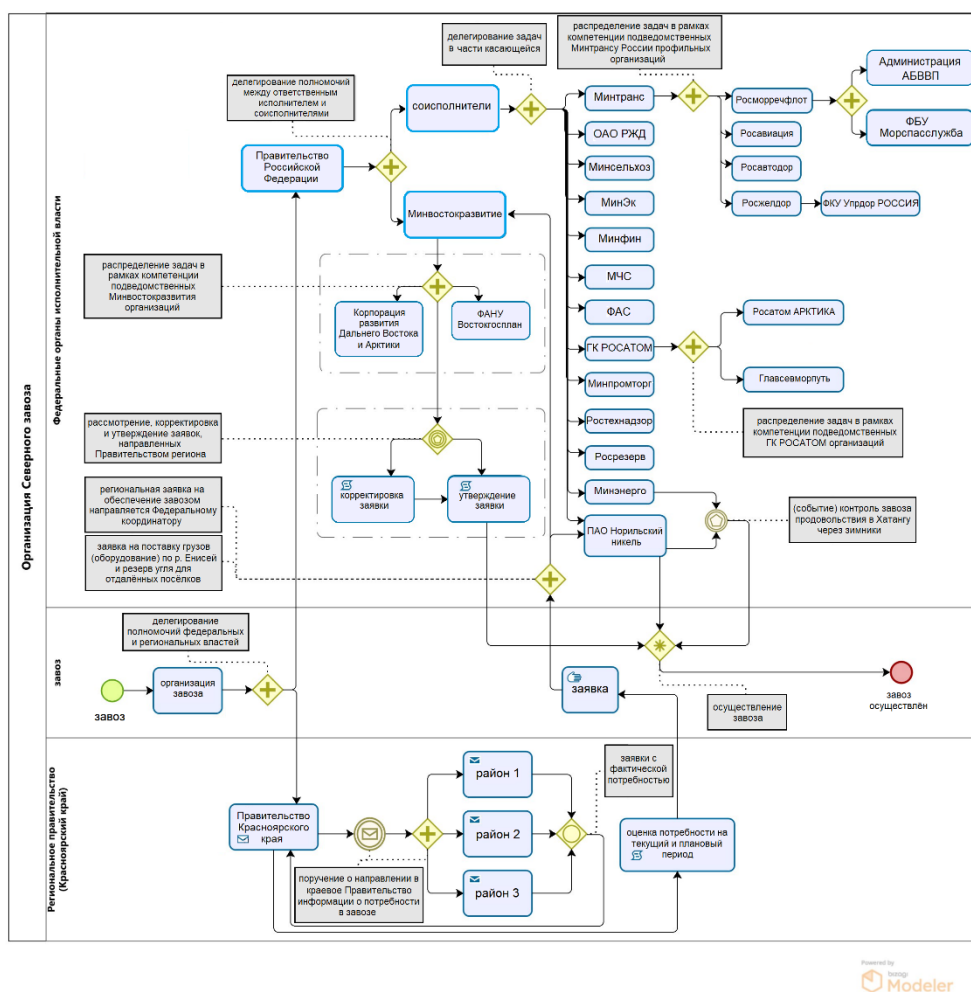 Организация Северного завоза
Федеральные органы исполнительной власти
делегирование задач
в части касающейся
распределение задач в рамках
компетенции подведомственных
Минтрансу России профильных
организаций
делегирование полномочий
между ответственным
исполнителем и
соисполнителями
соисполнители
Правительство
Российской
Федерации
Минвостокразвитие
Минтранс
ОАО РЖД
Минсельхоз
МинЭк
Минфин
МЧС
ФАС
ГК РОСАТОМ
Минпромторг
Ростехнадзор
Росрезерв
Минэнерго
ПАО Норильский
никель
Росморречфлот
Росавиация
Росавтодор
Росжелдор
Администрация
АБВВП
ФБУ
Морспасслужба
ФКУ Упрдор РОССИЯ
Росатом АРКТИКА
Главсевморпуть
распределение задач в рамках
компетенции подведомственных
ГК РОСАТОМ организаций
распределение задач в
рамках компетенции
подведомственных
Минвостокразвития
организаций
Корпорация
развития
Дальнего Востока
и Арктики
ФАНУ
Востокгосплан
рассмотрение, корректировка
и утверждение заявок,
направленных
Правительством региона
корректировка
заявки
утверждение
заявки
региональная заявка на
обеспечение завозом
направляется Федеральному
координатору
заявка на поставку грузов
(оборудование) по р. Енисей
и резерв угля для
отдалённых посёлков
(событие) контроль завоза
продовольствия в Хатангу
через зимники
завоз
делегирование
полномочий федеральных
и региональных властей
завоз
организация
завоза
заявка
осуществление
завоза
завоз
осуществлён
Региональное правительство
(Красноярский край)
Правительство
Красноярского
края
район 1
район 2
район 3
заявки с
фактической
потребностью
оценка потребности на
текущий и плановый
период
поручение о направлении в
краевое Правительство
информации о потребности
в завозе
Powered by
bizagi
Modeler